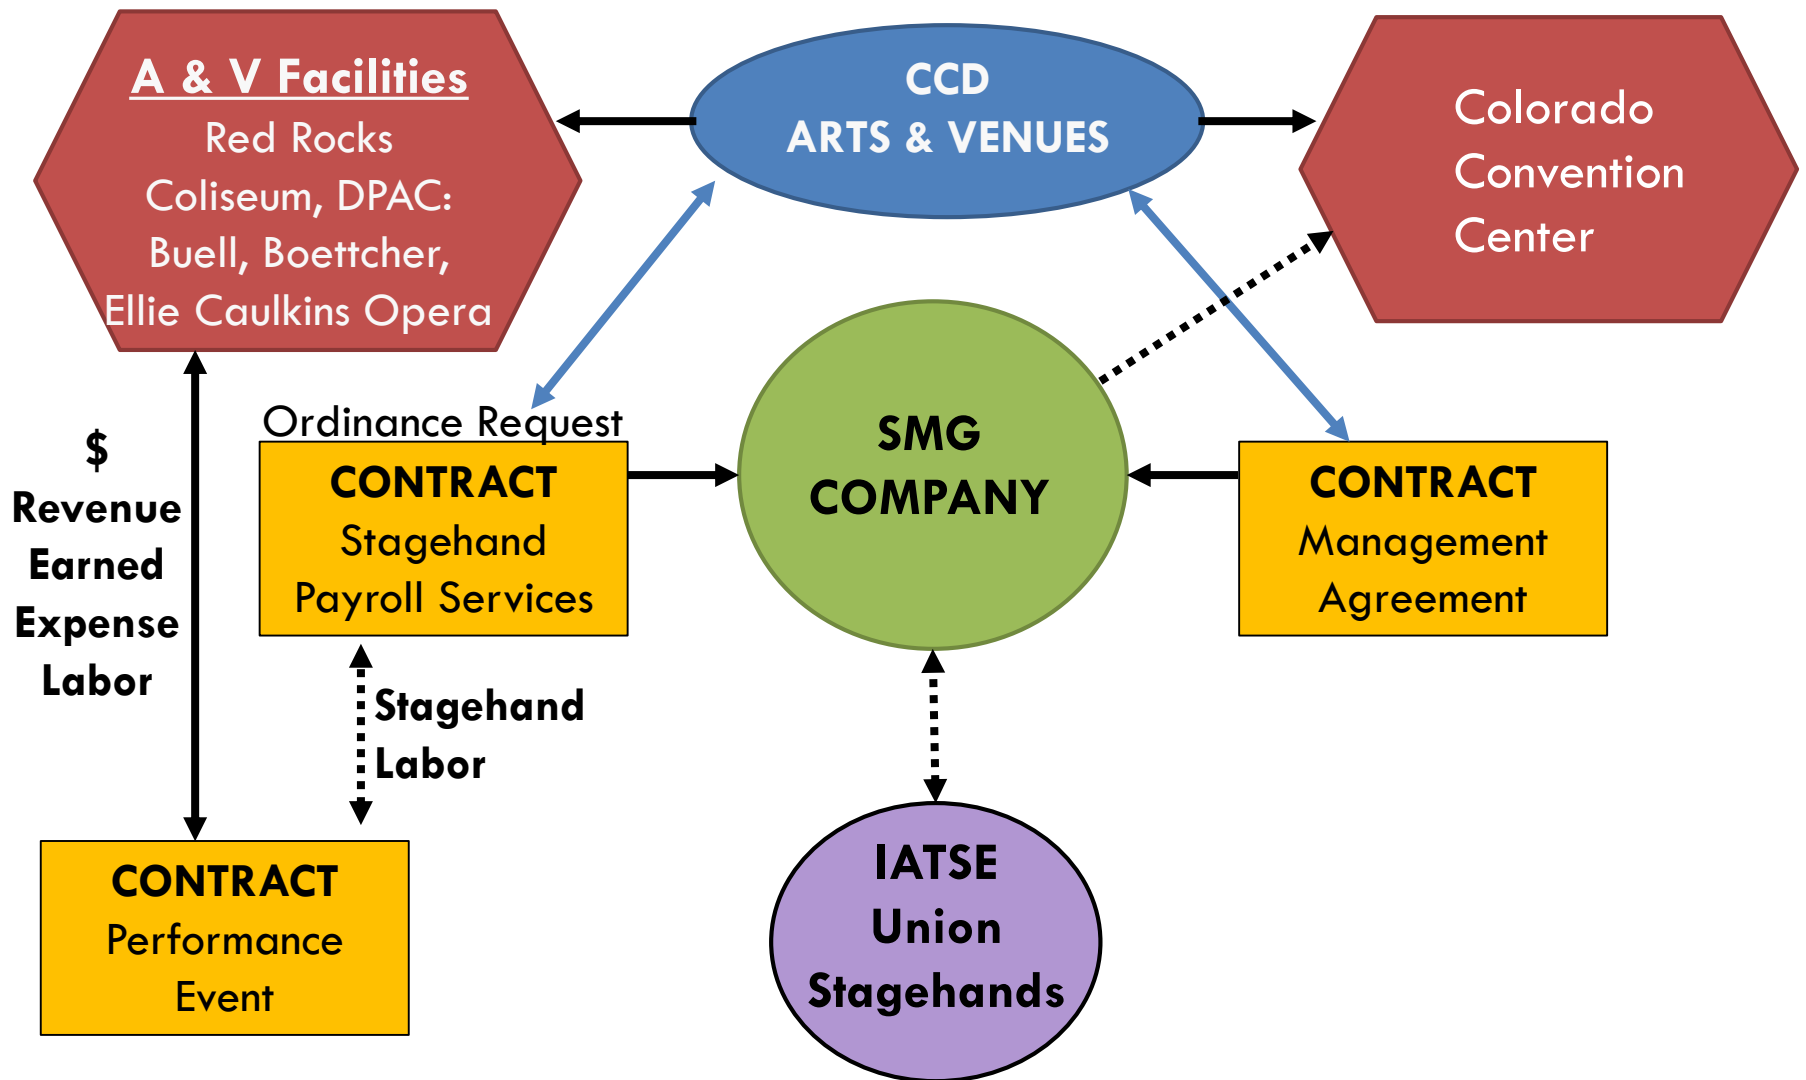 A & V Facilities
Red Rocks
Coliseum, DPAC:
Buell, Boettcher,
Ellie Caulkins Opera
CCD
ARTS & VENUES
Colorado
Convention
Center
$
Revenue
Earned
Expense
Labor
Ordinance Request
CONTRACT
Stagehand
Payroll Services
SMG
COMPANY
CONTRACT
Management
Agreement
Stagehand
Labor
CONTRACT
Performance
Event
IATSE
Union
Stagehands